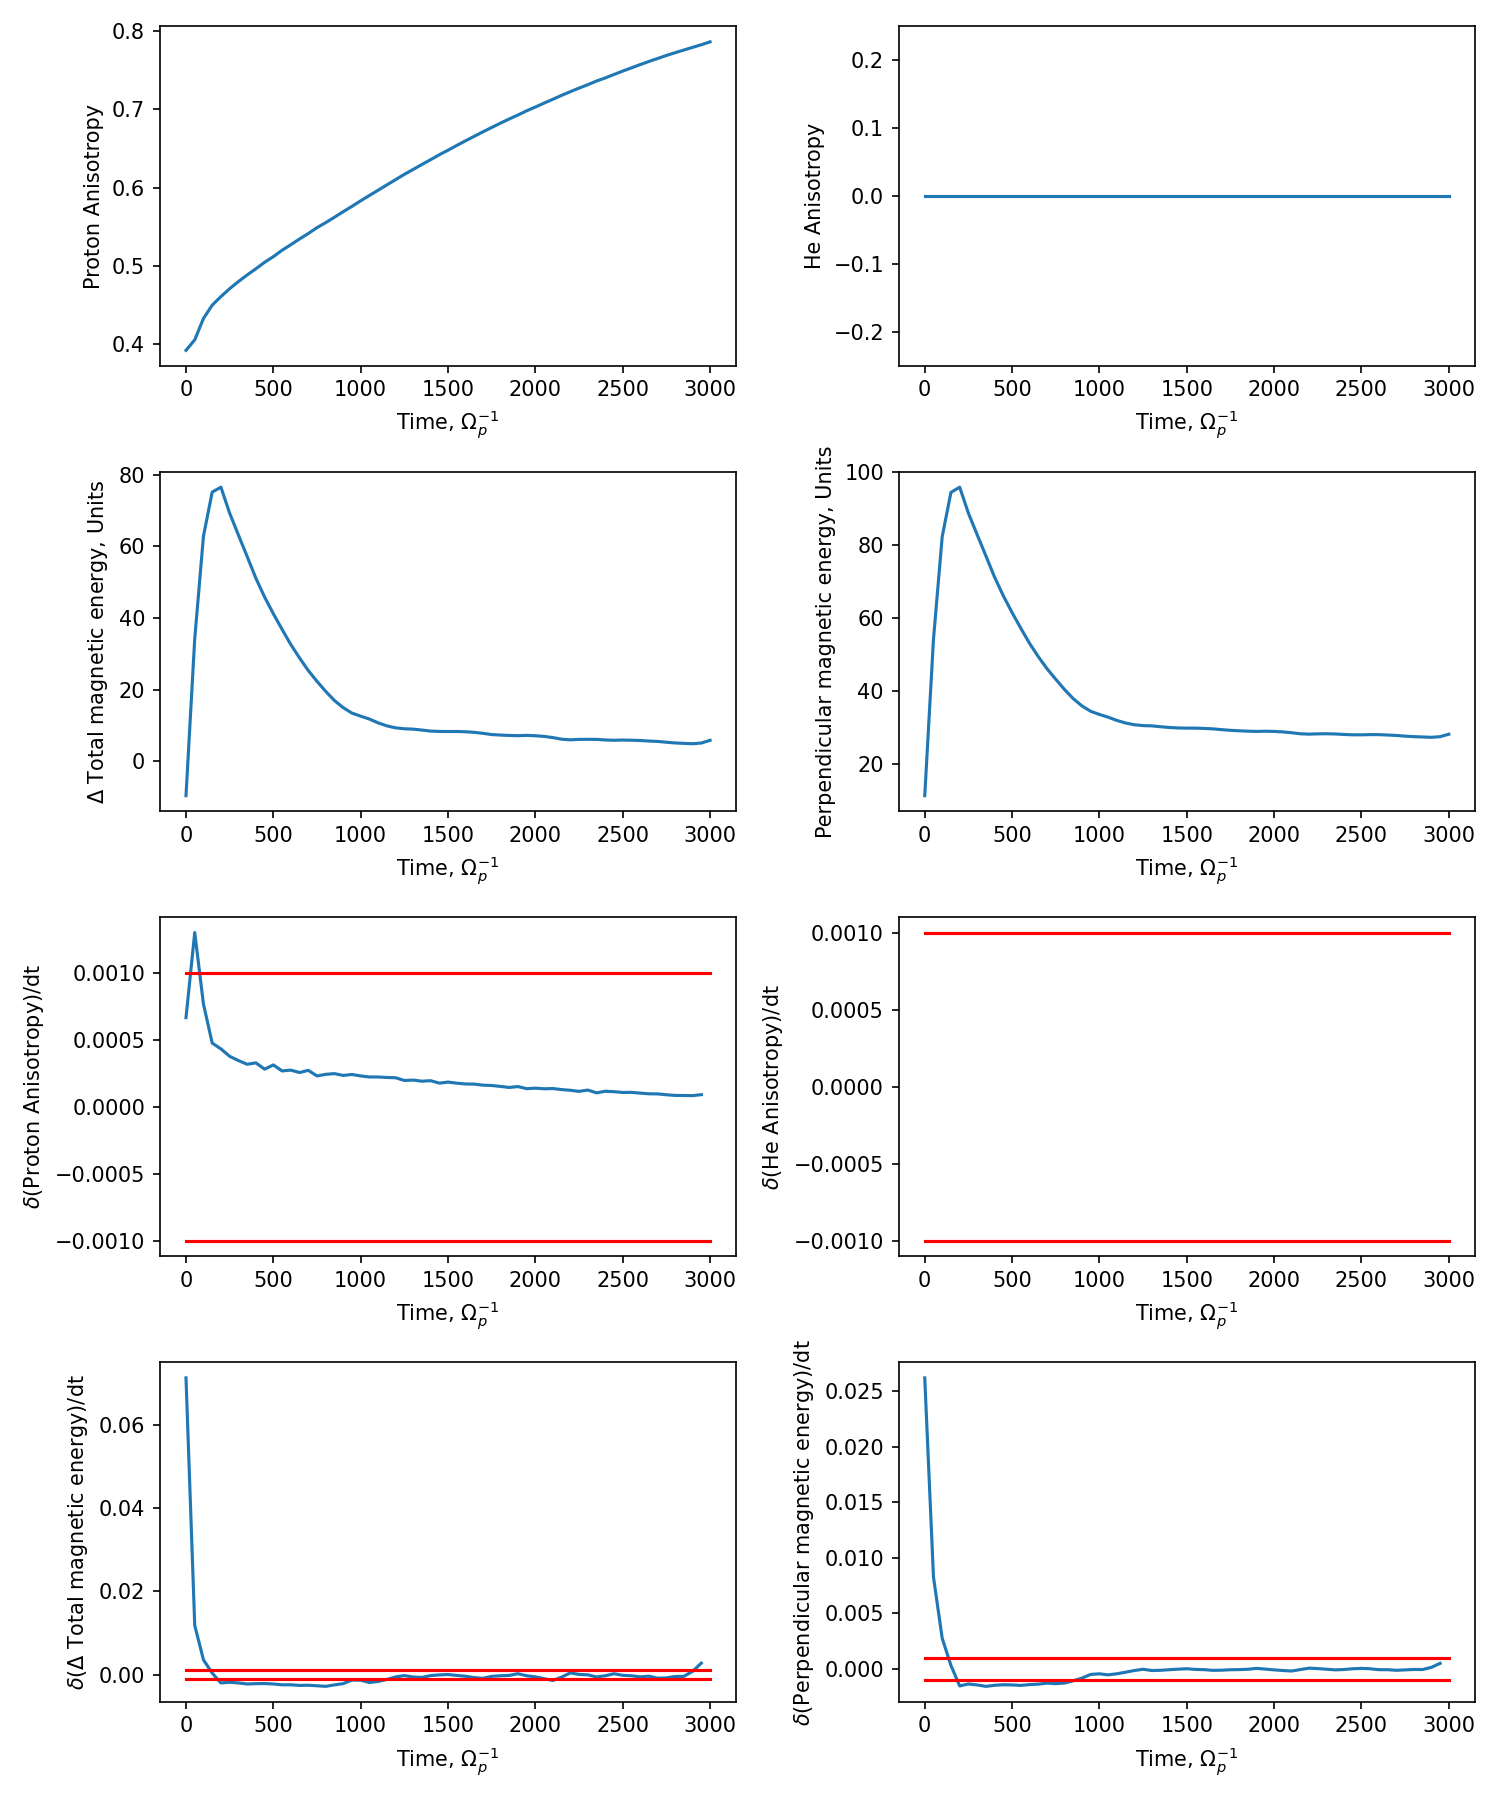 0.8
0.7
0.6
0.5
0.4
Proton Anisotropy
0 500 1000 1500 2000 2500 3000
Time, Ω_p^{−1}
0.2
0.1
0.0
−0.1
−0.2
He Anisotropy
0 500 1000 1500 2000 2500 3000
Time, Ω_p^{−1}
80
60
40
20
0
Δ Total magnetic energy, Units
0 500 1000 1500 2000 2500 3000
Time, Ω_p^{−1}
100
80
60
40
20
Perpendicular magnetic energy, Units
0 500 1000 1500 2000 2500 3000
Time, Ω_p^{−1}
0.0010
0.0005
0.0000
−0.0005
−0.0010
δ(Proton Anisotropy)/dt
0 500 1000 1500 2000 2500 3000
Time, Ω_p^{−1}
0.0010
0.0005
0.0000
−0.0005
−0.0010
δ(He Anisotropy)/dt
0 500 1000 1500 2000 2500 3000
Time, Ω_p^{−1}
0.06
0.04
0.02
0.00
δ(Δ Total magnetic energy)/dt
0 500 1000 1500 2000 2500 3000
Time, Ω_p^{−1}
0.025
0.020
0.015
0.010
0.005
0.000
δ(Perpendicular magnetic energy)/dt
0 500 1000 1500 2000 2500 3000
Time, Ω_p^{−1}